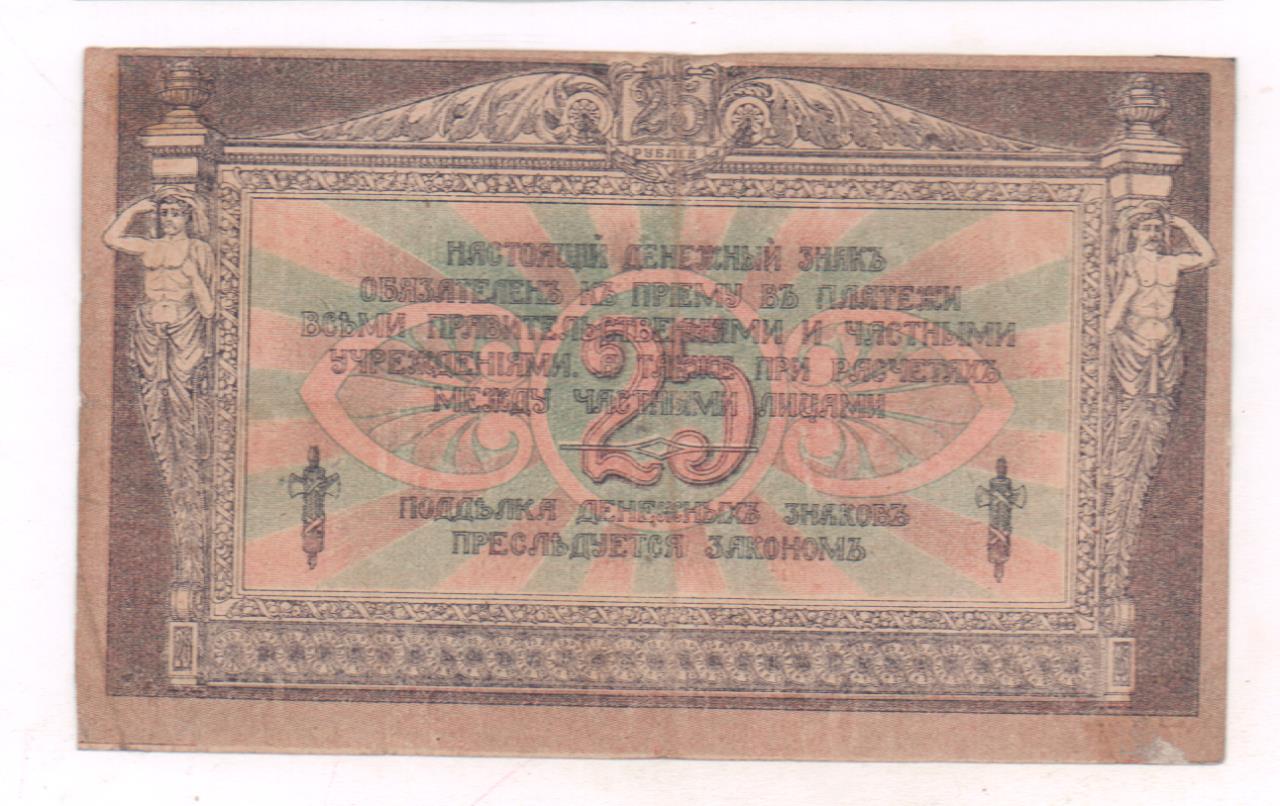 25
РУБЛЕЙ
НАСТОЯЩІЙ ДЕНЕЖНЫЙ ЗНАКЪ
ОБЯЗАТЕЛЕНЪ КЪ ПРІЕМУ ВЪ ПЛАТЕЖИ
ВСѢМИ ПРАВИТЕЛЬСТВЕННЫМИ И ЧАСТНЫМИ
УЧРЕЖДЕНІЯМИ, А ТАКЖЕ ПРИ РАСЧЕТАХЪ
МЕЖДУ ЧАСТНЫМИ ЛИЦАМИ
25
ПОДДѢЛКА ДЕНЕЖНЫХЪ ЗНАКОВЪ
ПРЕСЛѢДУЕТСЯ ЗАКОНОМЪ